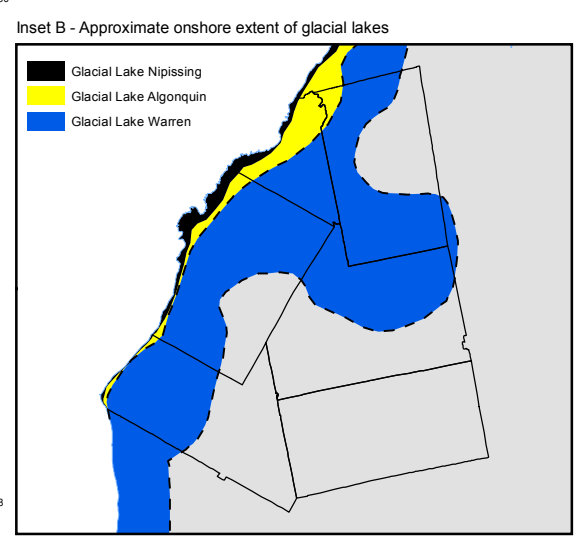 Inset B - Approximate onshore extent of glacial lakes
Glacial Lake Nipissing
Glacial Lake Algonquin
Glacial Lake Warren